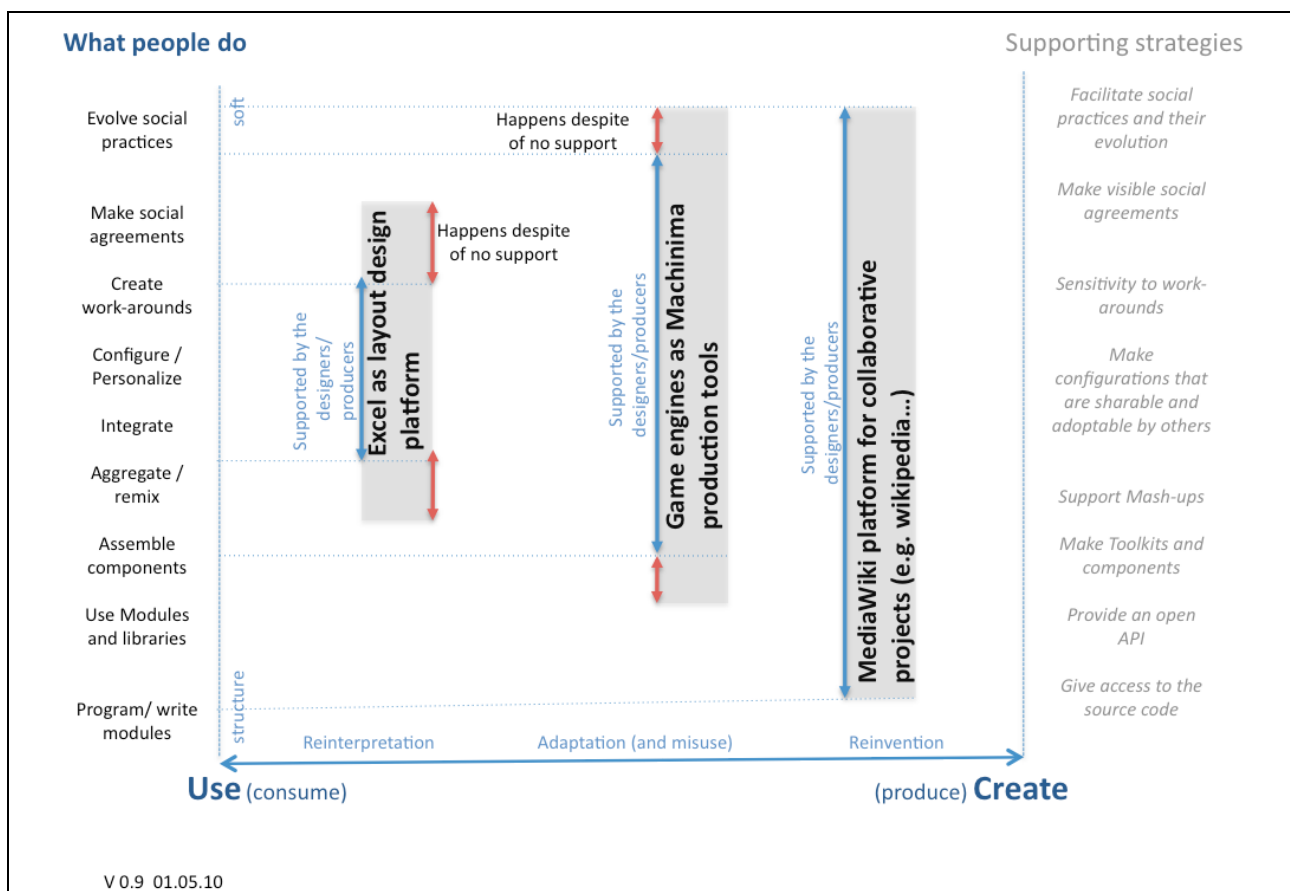 What people do
Supporting strategies
Evolve social
practices
Make social
agreements
Create
work-arounds
Configure /
Personalize
Integrate
Aggregate /
remix
Assemble
components
Use Modules
and libraries
Program/ write
modules
soft
structure
Supported by the
designers/
producers
Excel as layout design
platform
Happens despite
of no support
Happens despite
of no support
Supported by the
designers/producers
Game engines as Machinima
production tools
Supported by the
designers/producers
MediaWiki platform for collaborative
projects (e.g. wikipedia...)
Facilitate social
practices and their
evolution
Make visible social
agreements
Sensitivity to work-
arounds
Make
configurations that
are sharable and
adoptable by others
Support Mash-ups
Make Toolkits and
components
Provide an open
API
Give access to the
source code
Reinterpretation
Adaptation (and misuse)
Reinvention
Use (consume)
(produce) Create
V 0.9 01.05.10